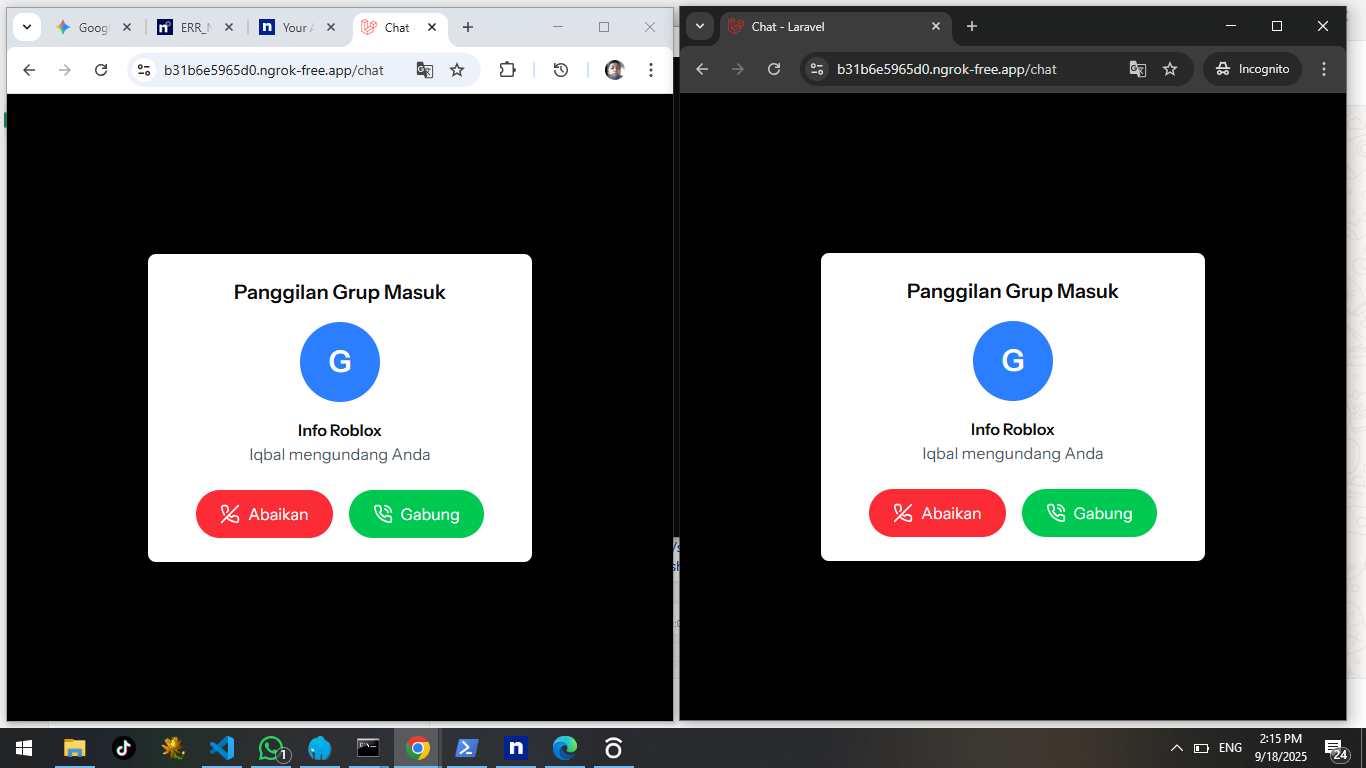 Goog
ERR_N
Your A
Chat -
b31b6e5965d0.ngrok-free.app/chat
Panggilan Grup Masuk
G
Info Roblox
Iqbal mengundang Anda
Abaikan
Gabung
Chat - Laravel
b31b6e5965d0.ngrok-free.app/chat
Incognito
Panggilan Grup Masuk
G
Info Roblox
Iqbal mengundang Anda
Abaikan
Gabung
1
ENG
2:15 PM
9/18/2025
24